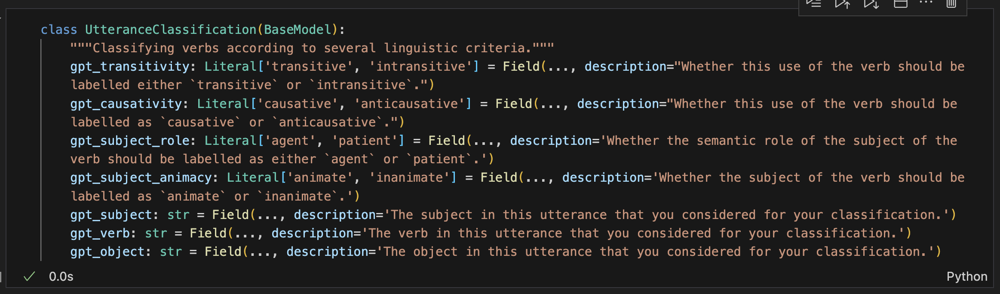 class UtteranceClassification(BaseModel):
"""Classifying verbs according to several linguistic criteria."""
gpt_transitivity: Literal['transitive', 'intransitive'] = Field(..., description="Whether this use of the verb should be
labelled either `transitive` or `intransitive`.")
gpt_causativity: Literal['causative', 'anticausative'] = Field(..., description="Whether this use of the verb should be
labelled as `causative` or `anticausative`.")
gpt_subject_role: Literal['agent', 'patient'] = Field(..., description='Whether the semantic role of the subject of the
verb should be labelled as either `agent` or `patient`.')
gpt_subject_animacy: Literal['animate', 'inanimate'] = Field(..., description='Whether the subject of the verb should be
labelled as `animate` or `inanimate`.')
gpt_subject: str = Field(..., description='The subject in this utterance that you considered for your classification.')
gpt_verb: str = Field(..., description='The verb in this utterance that you considered for your classification.')
gpt_object: str = Field(..., description='The object in this utterance that you considered for your classification.')
0.0s
Python